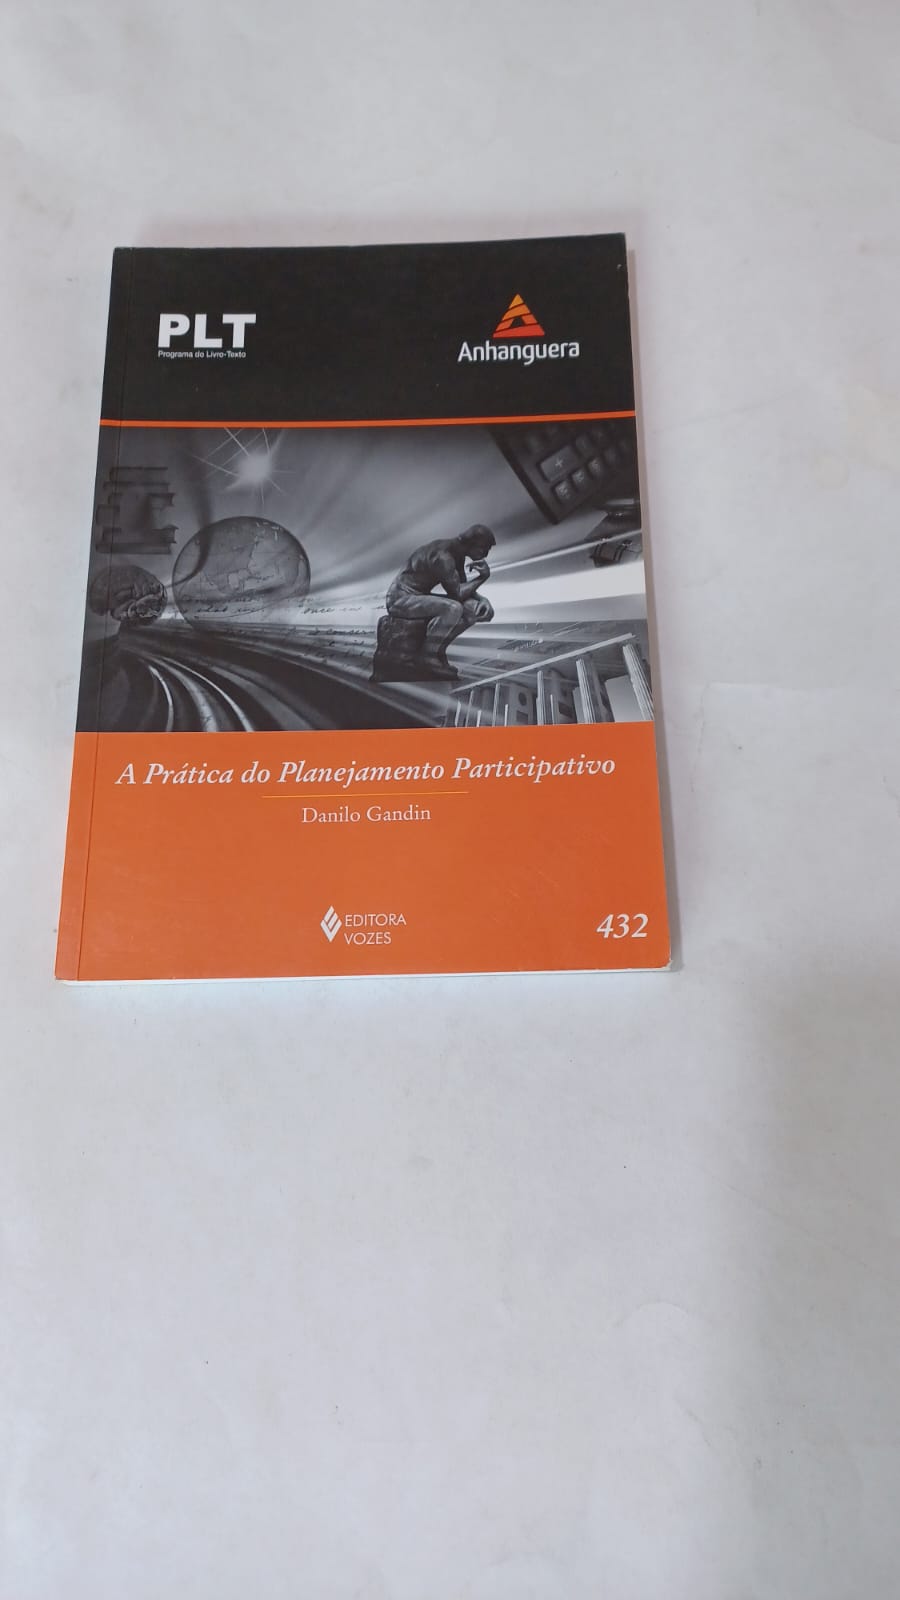 PLT
Programa do Livro-Texto
Anhanguera
A Prática do Planejamento Participativo
Danilo Gandin
EDITORA
VOZES
432